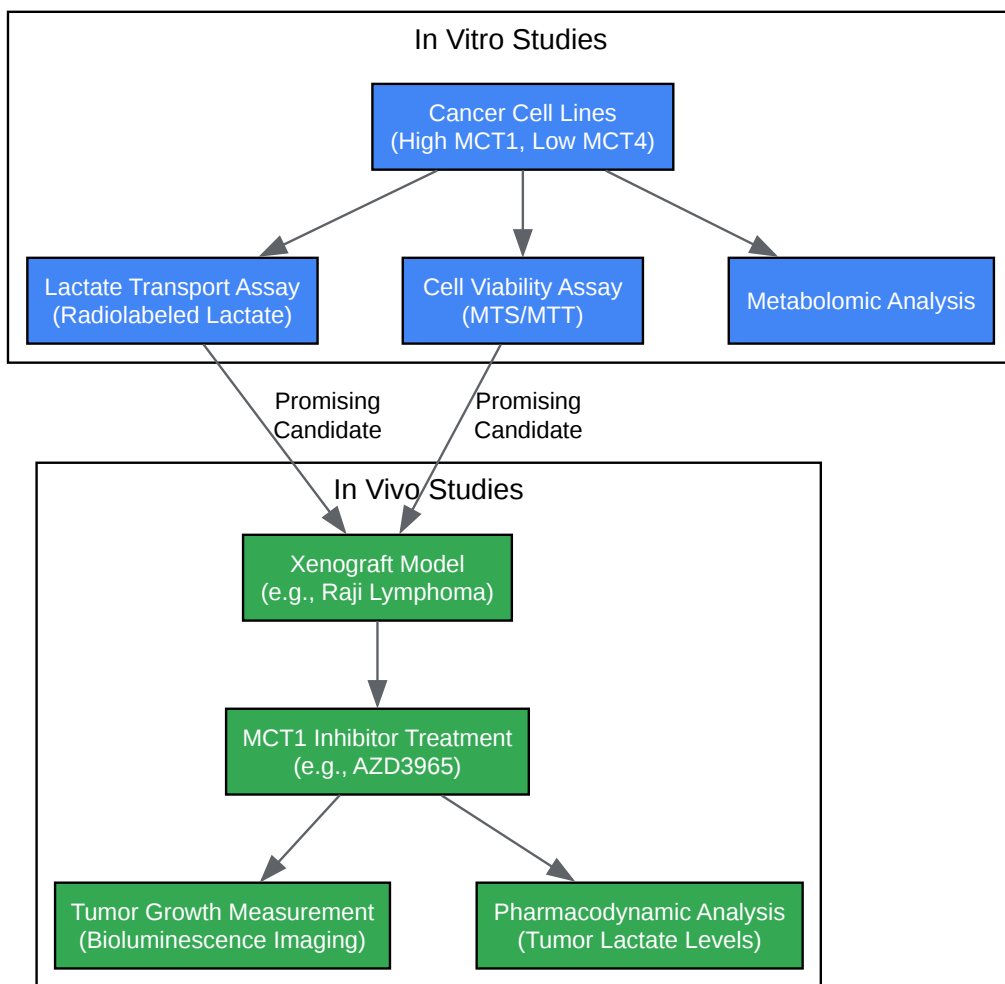 In Vitro Studies
Cancer Cell Lines
(High MCT1, Low MCT4)
Lactate Transport Assay
(Radiolabeled Lactate)
Cell Viability Assay
(MTS/MTT)
Metabolomic Analysis
Promising
Candidate
Promising
Candidate
In Vivo Studies
Xenograft Model
(e.g., Raji Lymphoma)
MCT1 Inhibitor Treatment
(e.g., AZD3965)
Tumor Growth Measurement
(Bioluminescence Imaging)
Pharmacodynamic Analysis
(Tumor Lactate Levels)